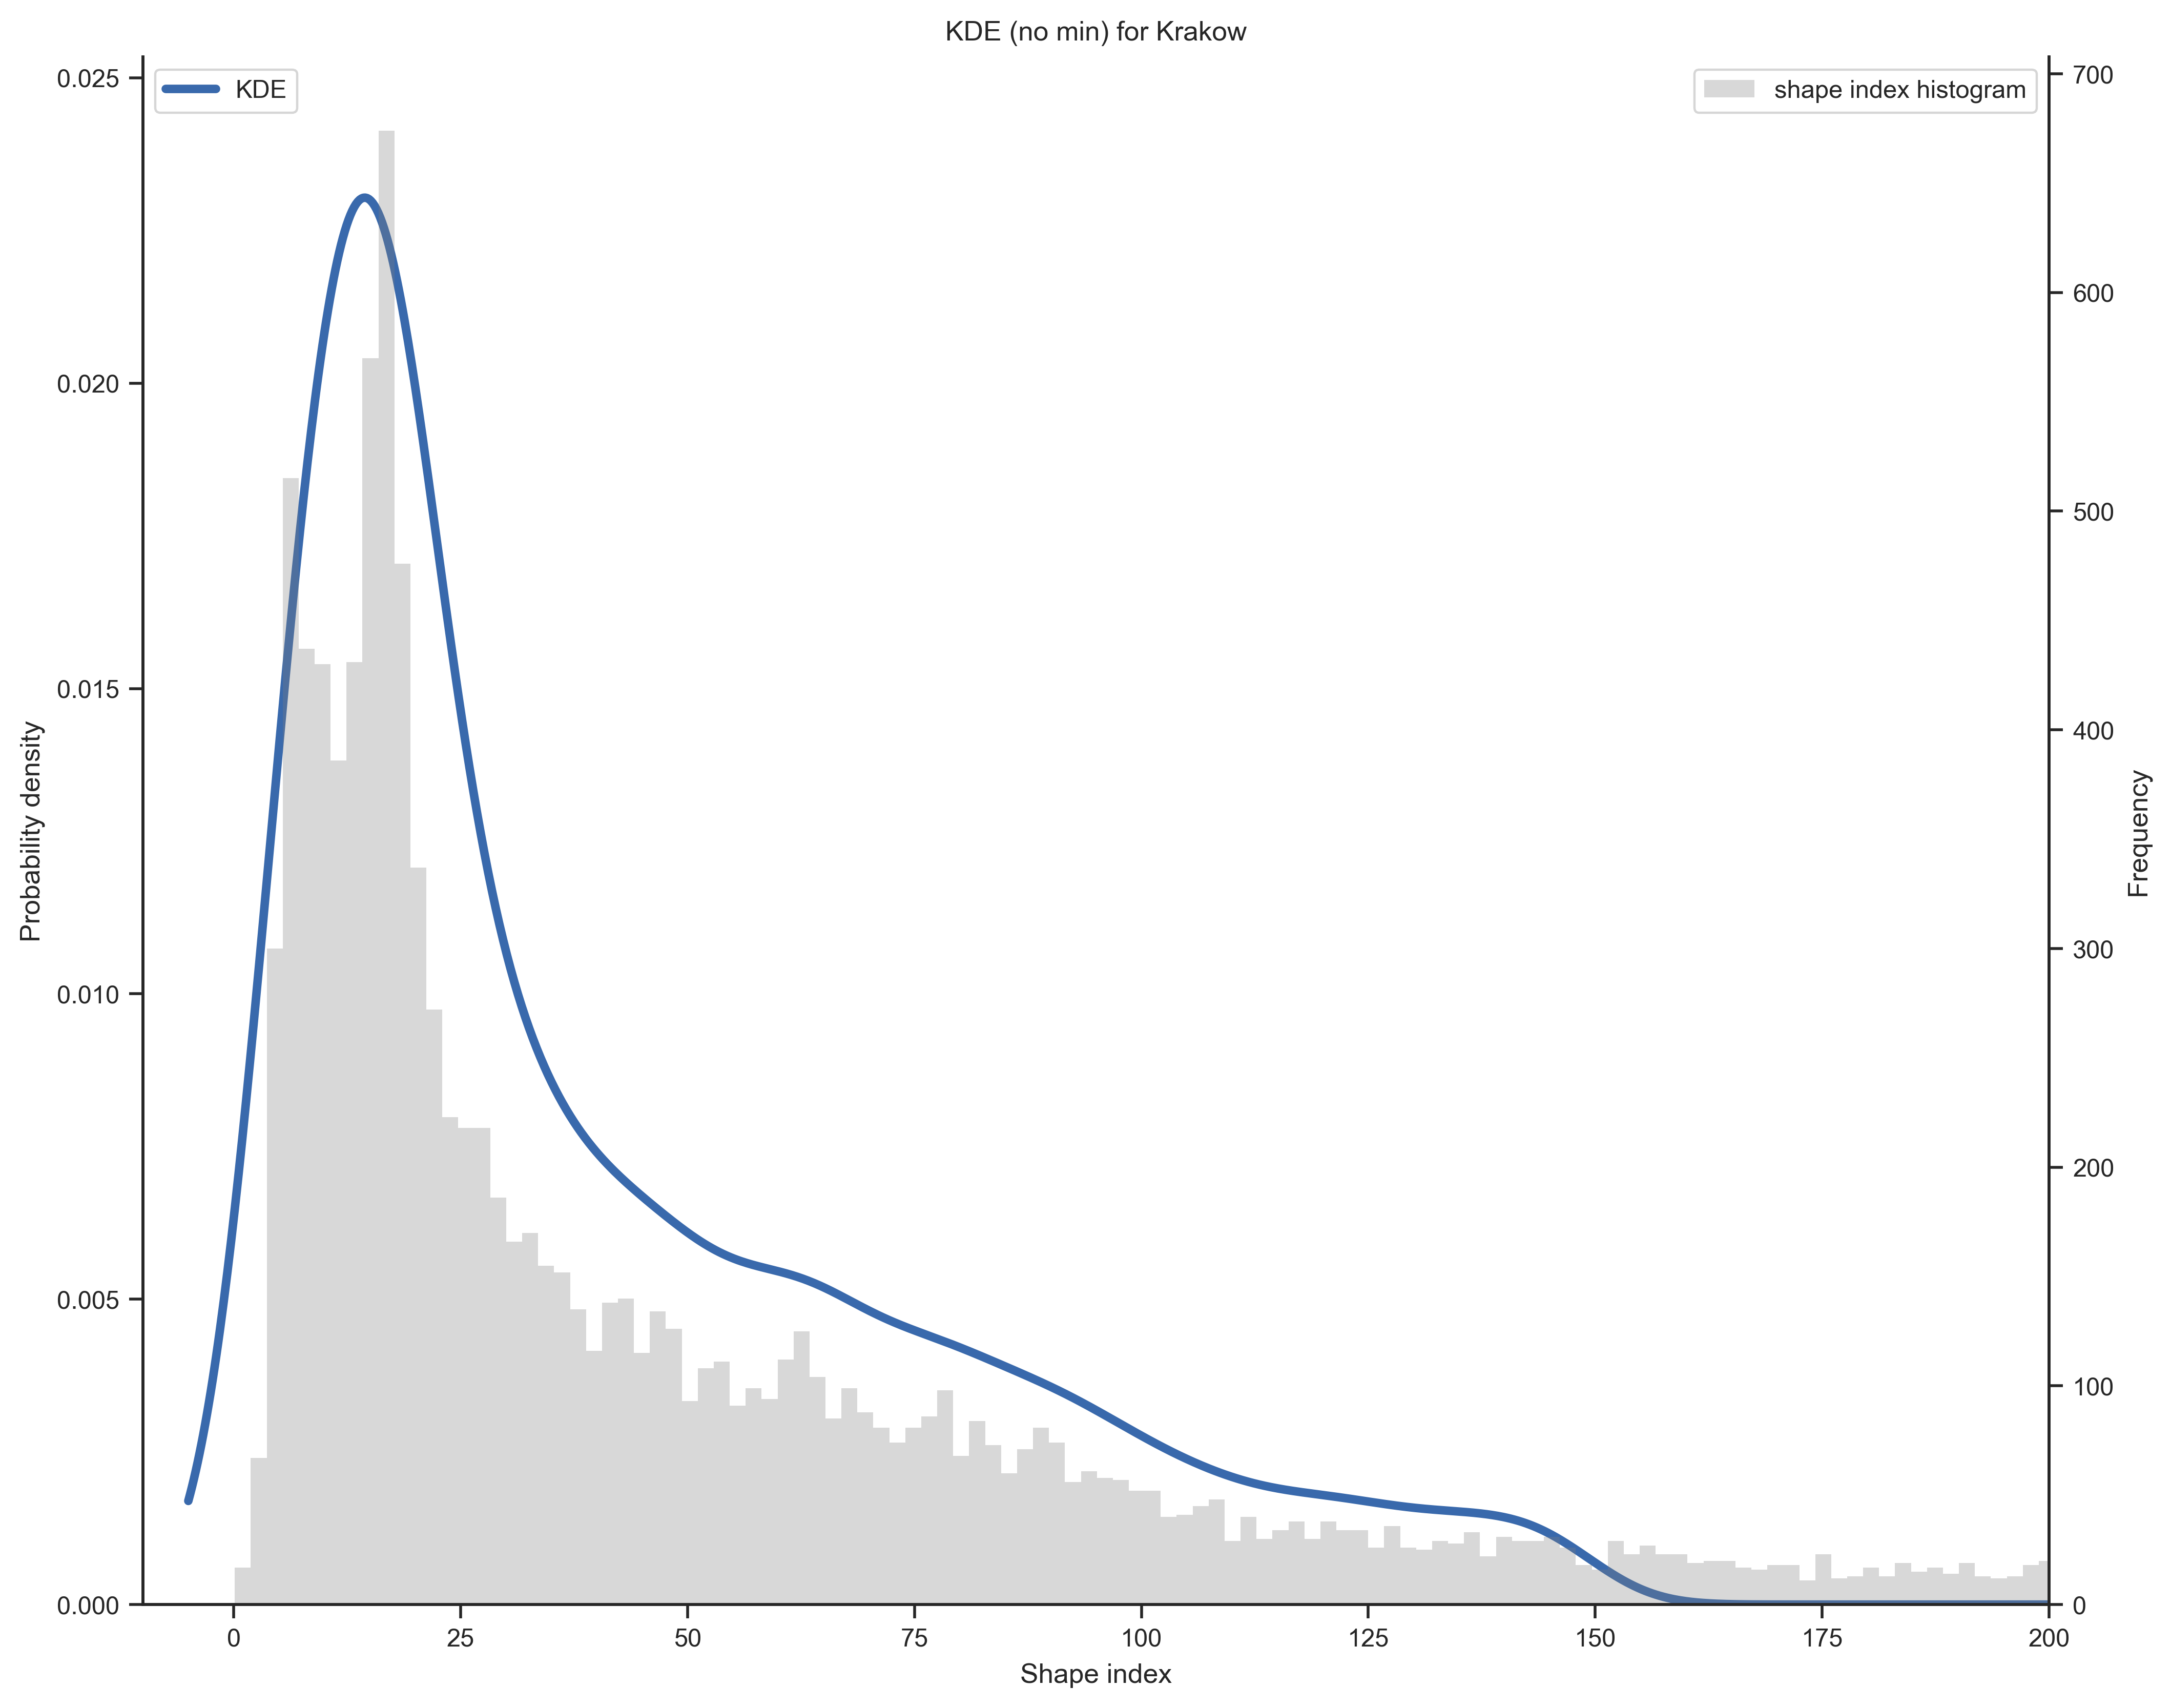 KDE (no min) for Krakow
KDE
shape index histogram
Probability density
0.025
0.020
0.015
0.010
0.005
0.000
700
600
500
400
300
200
100
0
Frequency
0 25 50 75 100 125 150 175 200
Shape index